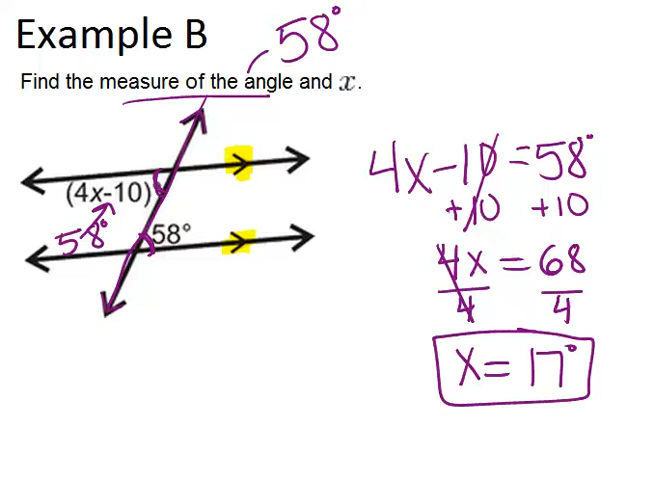 Example B
58°
Find the measure of the angle and x.
(4x-10)
58°
58°
4x-10=58°
+10 +10
4x = 68
4 4
x = 17°